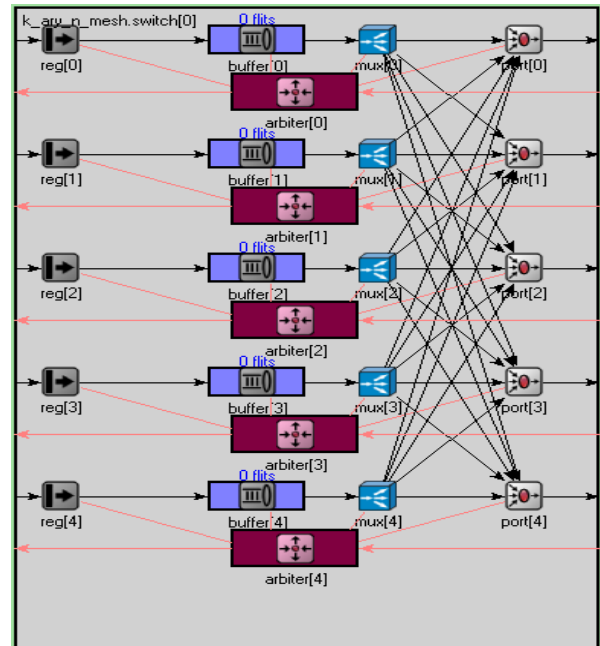 k_ary_n_mesh.switch[0]
0 flits
reg[0] buffer[0] mux[0] port[0]
arbiter[0]
0 flits
reg[1] buffer[1] mux[1] port[1]
arbiter[1]
0 flits
reg[2] buffer[2] mux[2] port[2]
arbiter[2]
0 flits
reg[3] buffer[3] mux[3] port[3]
arbiter[3]
0 flits
reg[4] buffer[4] mux[4] port[4]
arbiter[4]